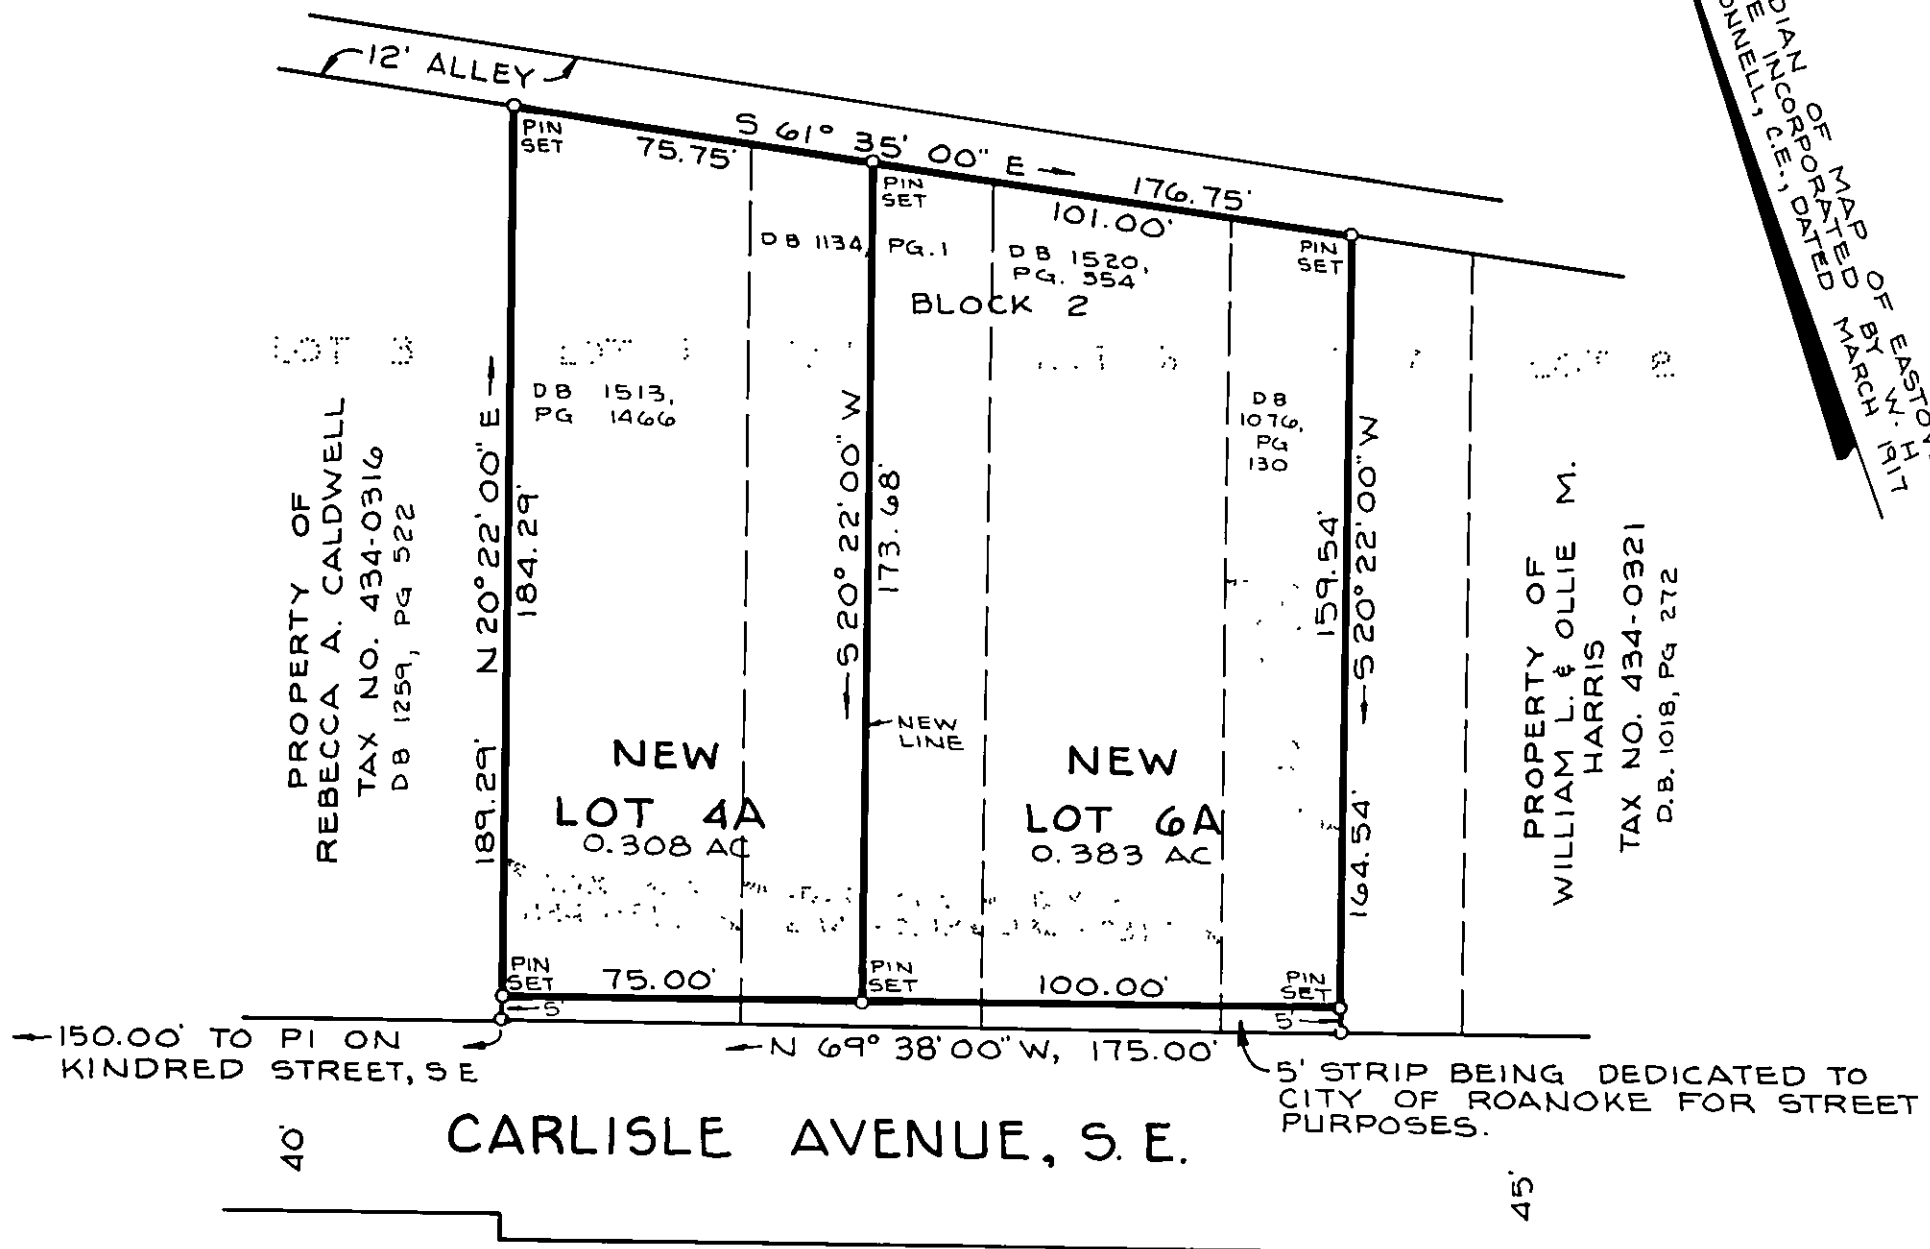 12' ALLEY
S 61° 35' 00" E
176.75'
75.75'
101.00'
PIN
SET
PIN
SET
PIN
SET
DB 1134, PG. 1
DB 1520,
PG. 354
BLOCK 2
LOT 3
LOT
DB 1513,
PG 1466
DB
1076,
PG
130
PROPERTY OF
REBECCA A. CALDWELL
TAX NO. 434-0316
DB 1259, PG 522
N 20° 22' 00" E
184.29'
189.29'
S 20° 22' 00" W
173.68'
159.54'
S 20° 22' 00" W
164.54'
PROPERTY OF
WILLIAM L. & OLLIE M.
HARRIS
TAX NO. 434-0321
D.B. 1018, PG 272
NEW
LINE
NEW
LOT 4A
0.308 AC
NEW
LOT 6A
0.383 AC
PIN
SET
75.00'
PIN
SET
100.00'
PIN
SET
5'
5'
150.00' TO PI ON
KINDRED STREET, S E
N 69° 38' 00" W, 175.00'
5' STRIP BEING DEDICATED TO
CITY OF ROANOKE FOR STREET
PURPOSES.
40'
CARLISLE AVENUE, S. E.
45'
OF MAP OF
INCORPORATED BY W. H.
C.E., DATED MARCH 1917